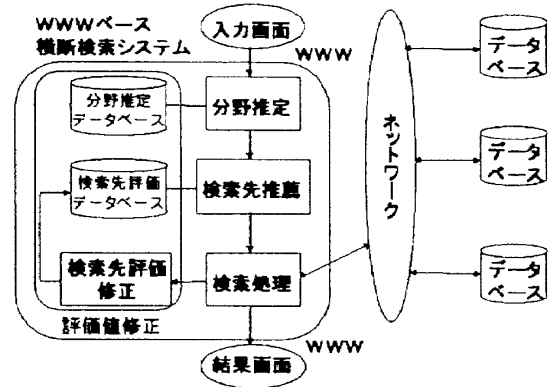 WWWベース
横断検索システム
入力画面
WWW
分野推定
データベース
分野推定
検索先評価
データベース
検索先推薦
検索先評価
修正
検索処理
評価値修正
WWW
結果画面
ネットワーク
データ
ベース
データ
ベース
データ
ベース